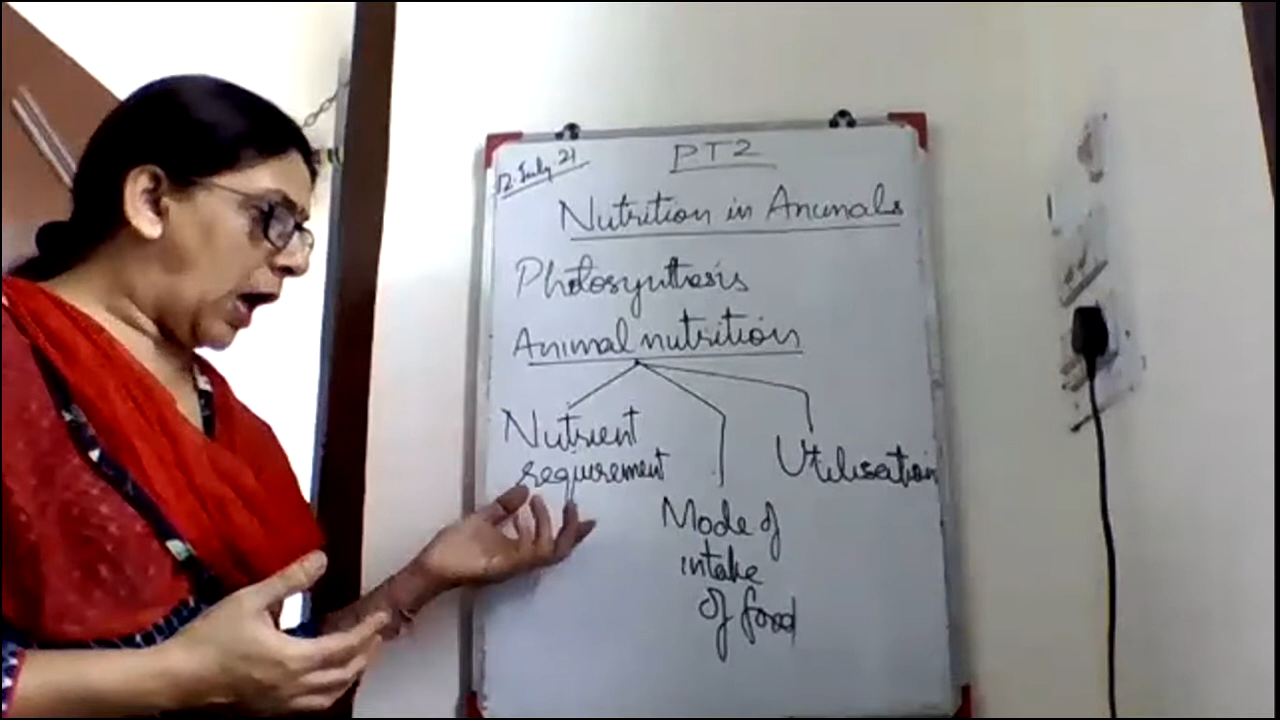 12 July 21
PT2
Nutrition in Animals
Photosynthesis
Animal nutrition
Nutrient
requirement
Utilisation
Mode of
intake
of food